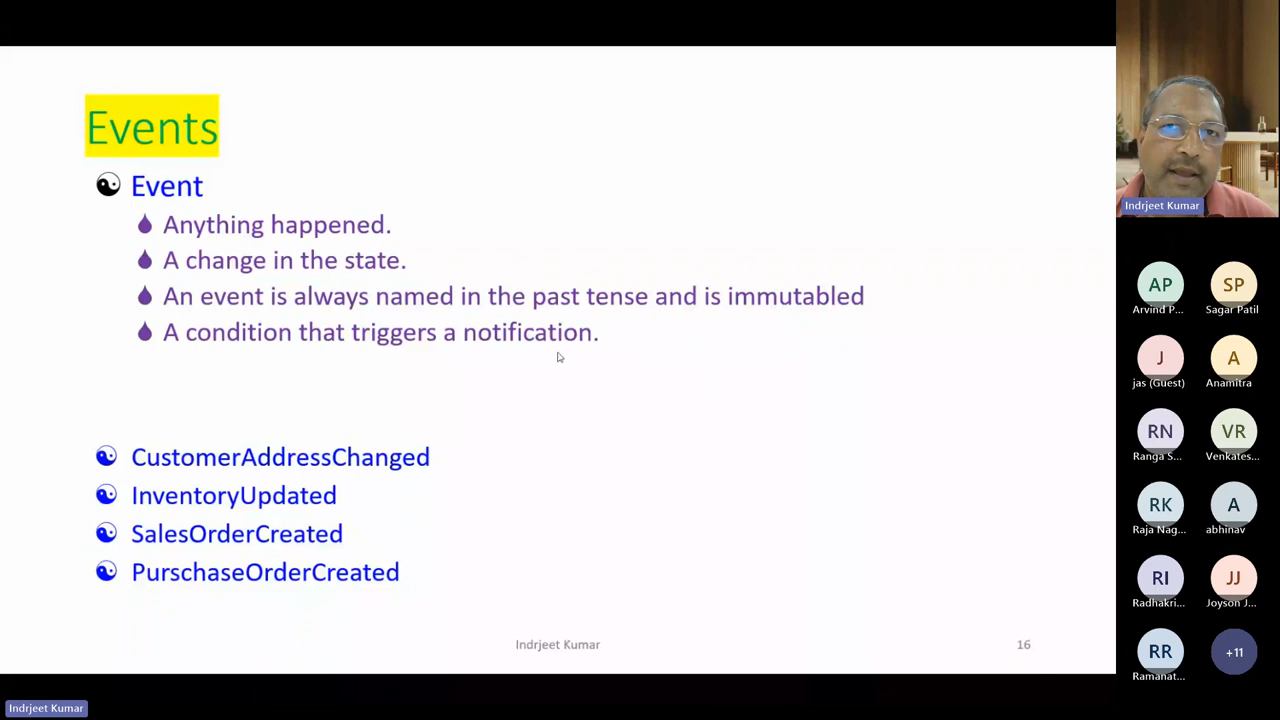 Events
Event
Anything happened.
A change in the state.
An event is always named in the past tense and is immutabled
A condition that triggers a notification.
CustomerAddressChanged
InventoryUpdated
SalesOrderCreated
PurschaseOrderCreated
Indrjeet Kumar
16
Indrjeet Kumar
Indrjeet Kumar
AP
SP
Arvind P...
Sagar Patil
J
A
jas (Guest)
Anamitra
RN
VR
Ranga S...
Venkates...
RK
A
Raja Nag...
abhinav
RI
JJ
Radhakri...
Joyson J...
RR
+11
Ramanat...